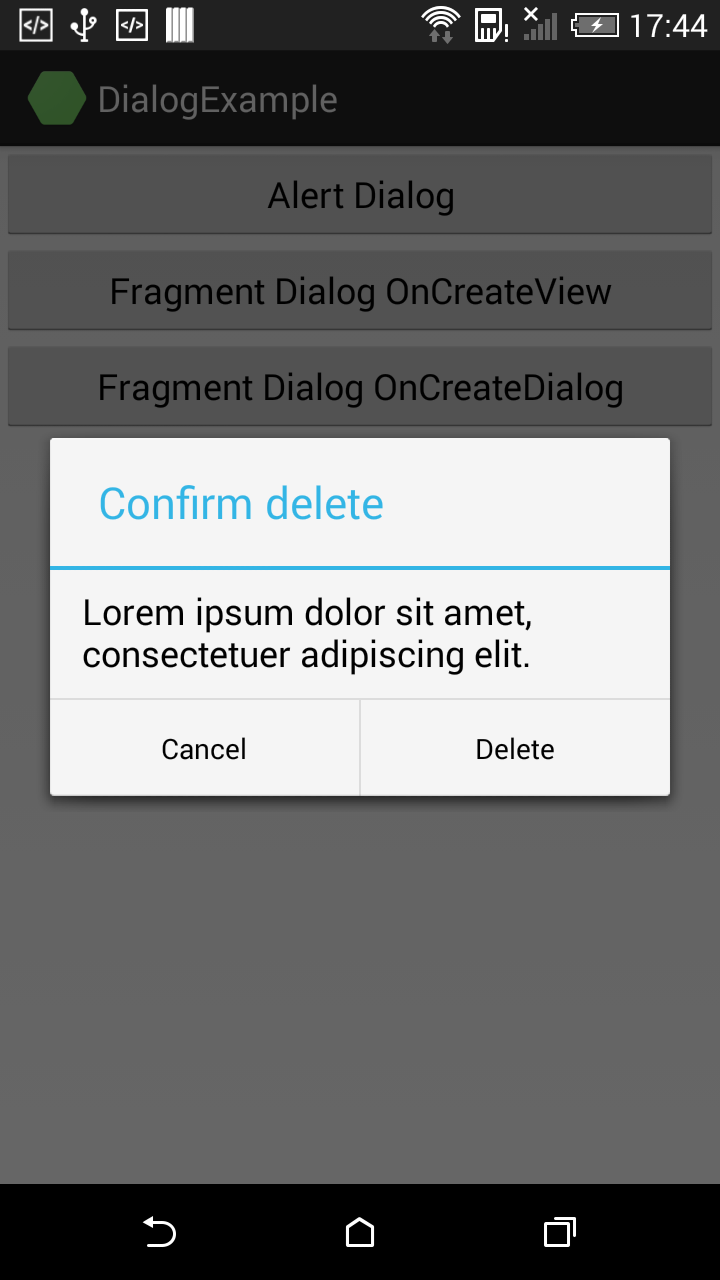 17:44
DialogExample
Alert Dialog
Fragment Dialog OnCreateView
Fragment Dialog OnCreateDialog
Confirm delete
Lorem ipsum dolor sit amet,
consectetuer adipiscing elit.
Cancel
Delete